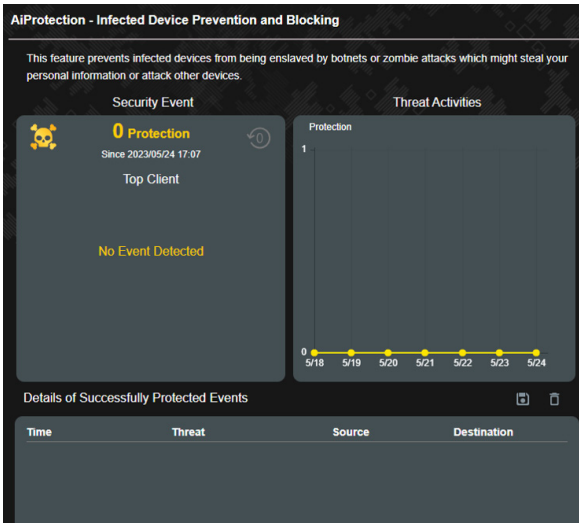 AiProtection - Infected Device Prevention and Blocking
This feature prevents infected devices from being enslaved by botnets or zombie attacks which might steal your
personal information or attack other devices.
Security Event
0 Protection
0
Since 2023/05/24 17:07
Top Client
No Event Detected
Threat Activities
Protection
1
0
5/18 5/19 5/20 5/21 5/22 5/23 5/24
Details of Successfully Protected Events
Time Threat Source Destination